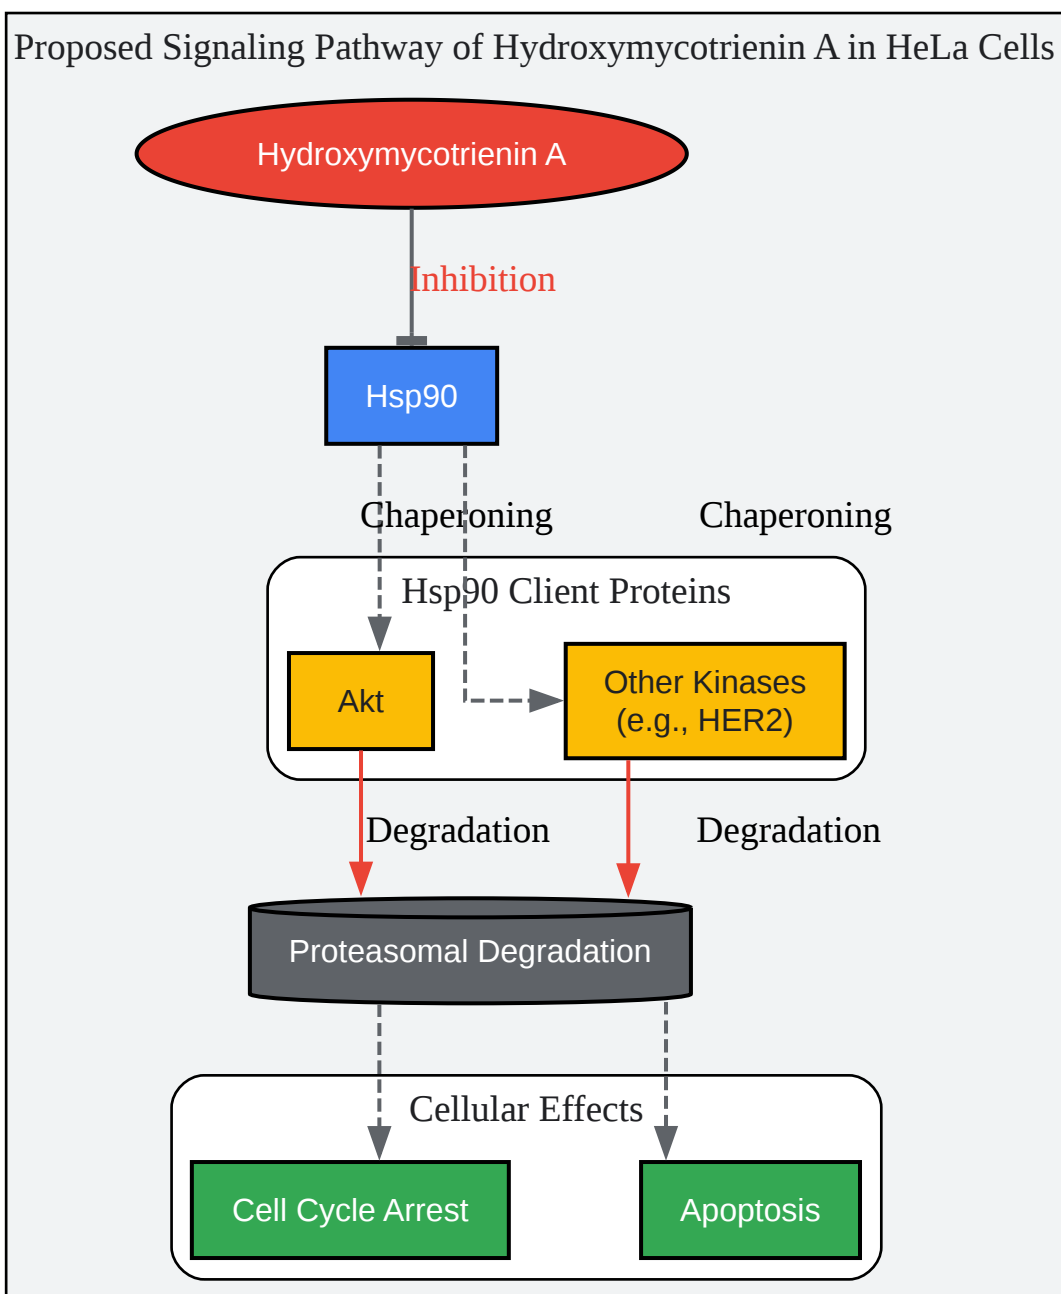 Proposed Signaling Pathway of Hydroxymycotrienin A in HeLa Cells
Hydroxymycotrienin A
Inhibition
Hsp90
Chaperoning
Chaperoning
Hsp90 Client Proteins
Akt
Other Kinases
(e.g., HER2)
Degradation
Degradation
Proteasomal Degradation
Cellular Effects
Cell Cycle Arrest
Apoptosis